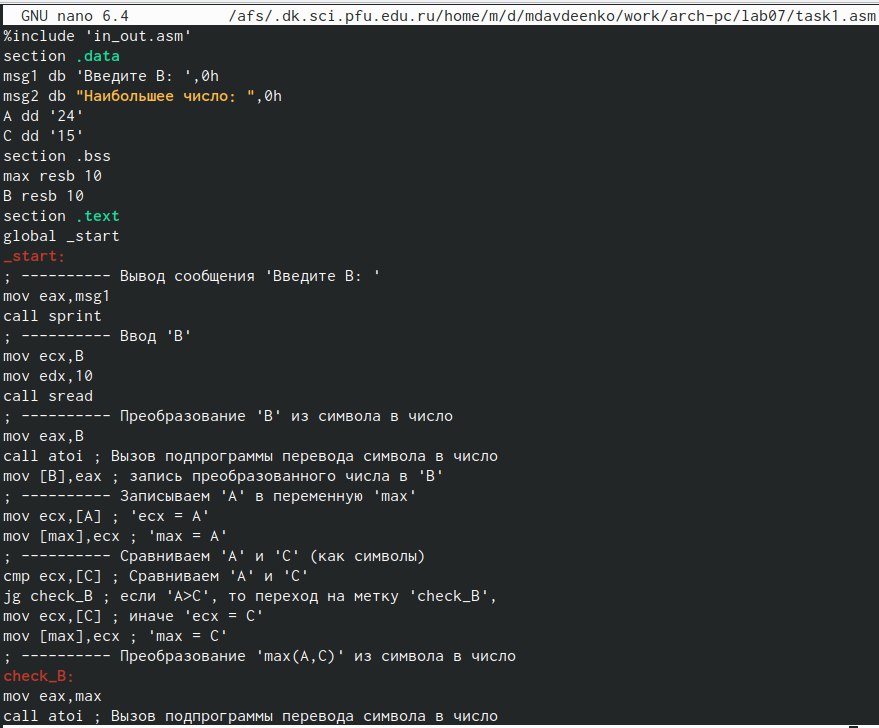 GNU nano 6.4 /afs/.dk.sci.pfu.edu.ru/home/m/d/mdavdeenko/work/arch-pc/lab07/task1.asm
%include 'in_out.asm'
section .data
msg1 db 'Введите B: ',0h
msg2 db "Наибольшее число: ",0h
A dd '24'
C dd '15'
section .bss
max resb 10
B resb 10
section .text
global _start
_start:
; ---------- Вывод сообщения 'Введите B: '
mov eax,msg1
call sprint
; ---------- Ввод 'B'
mov ecx,B
mov edx,10
call sread
; ---------- Преобразование 'B' из символа в число
mov eax,B
call atoi ; Вызов подпрограммы перевода символа в число
mov [B],eax ; запись преобразованного числа в 'B'
; ---------- Записываем 'A' в переменную 'max'
mov ecx,[A] ; 'ecx = A'
mov [max],ecx ; 'max = A'
; ---------- Сравниваем 'A' и 'С' (как символы)
cmp ecx,[C] ; Сравниваем 'A' и 'С'
jg check_B ; если 'A>C', то переход на метку 'check_B',
mov ecx,[C] ; иначе 'ecx = C'
mov [max],ecx ; 'max = C'
; ---------- Преобразование 'max(A,C)' из символа в число
check_B:
mov eax,max
call atoi ; Вызов подпрограммы перевода символа в число